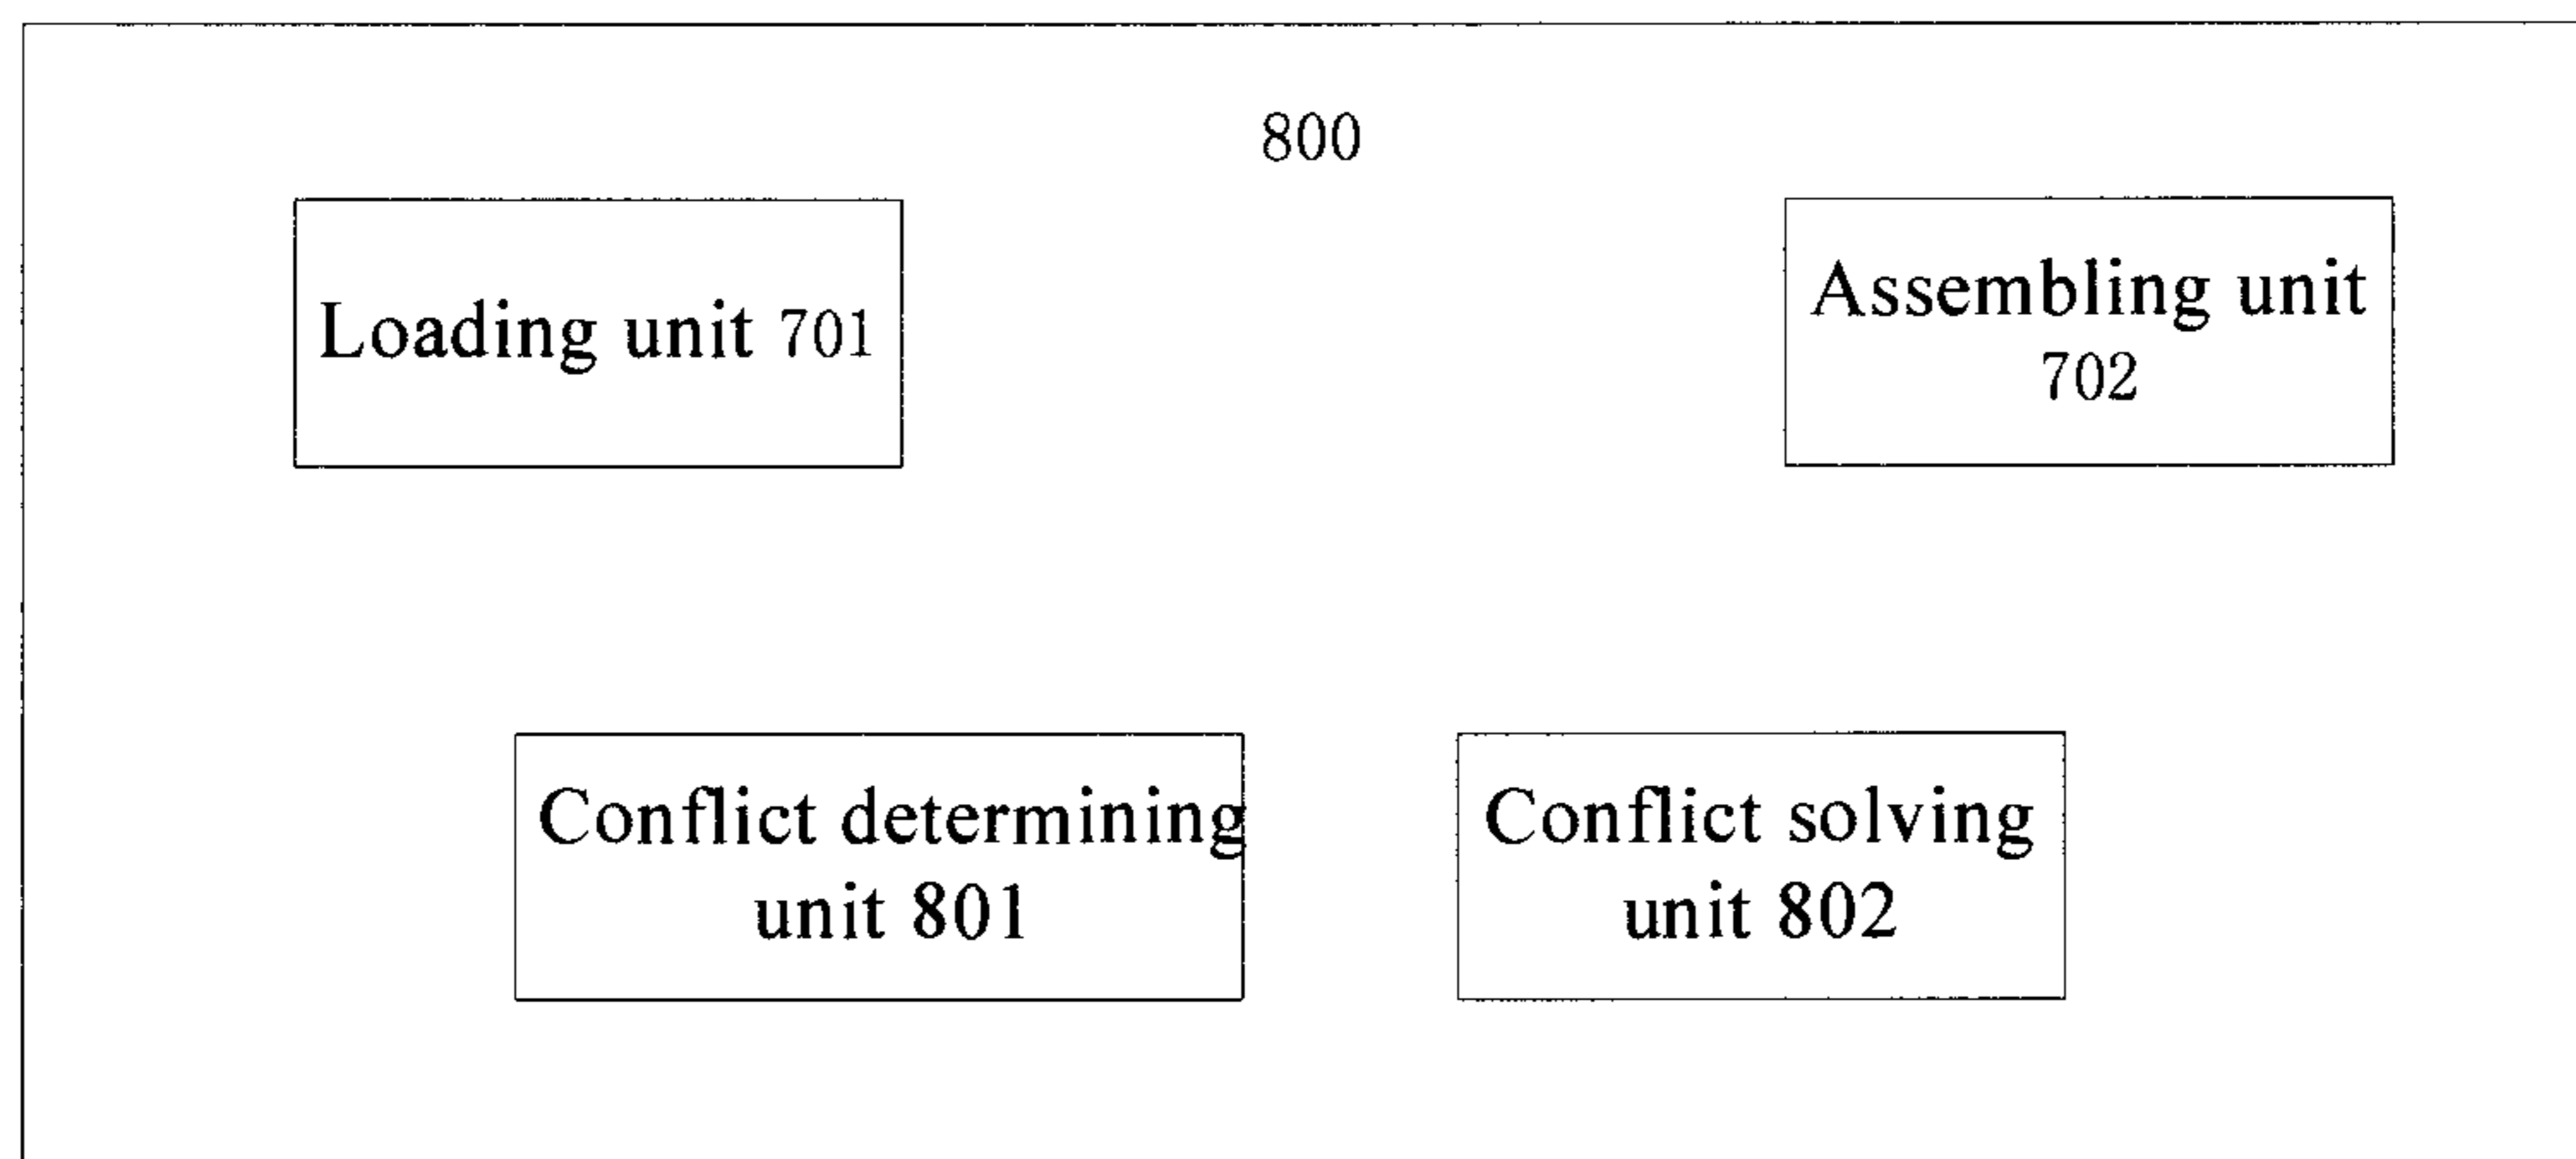 800
Loading unit 701
Assembling unit
702
Conflict determining
unit 801
Conflict solving
unit 802